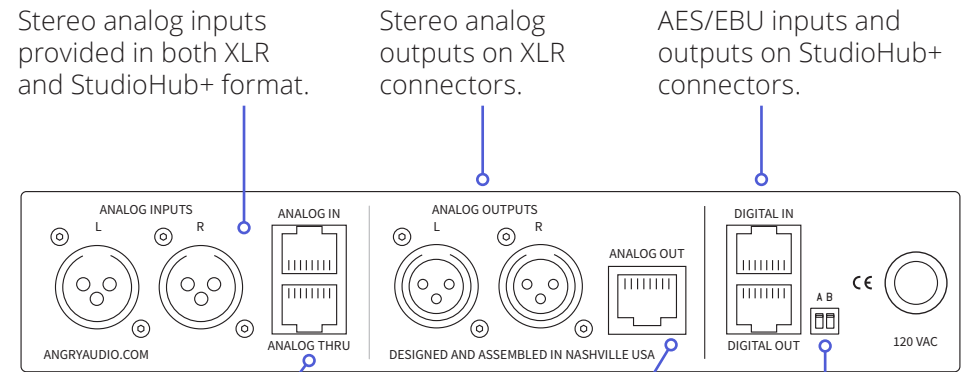 Stereo analog inputs
provided in both XLR
and StudioHub+ format.
Stereo analog
outputs on XLR
connectors.
AES/EBU inputs and
outputs on StudioHub+
connectors.
ANALOG INPUTS
L
R
ANALOG IN
ANALOG THRU
ANGRYAUDIO.COM
ANALOG OUTPUTS
L
R
ANALOG OUT
DESIGNED AND ASSEMBLED IN NASHVILLE USA
DIGITAL IN
DIGITAL OUT
A B
CE
120 VAC